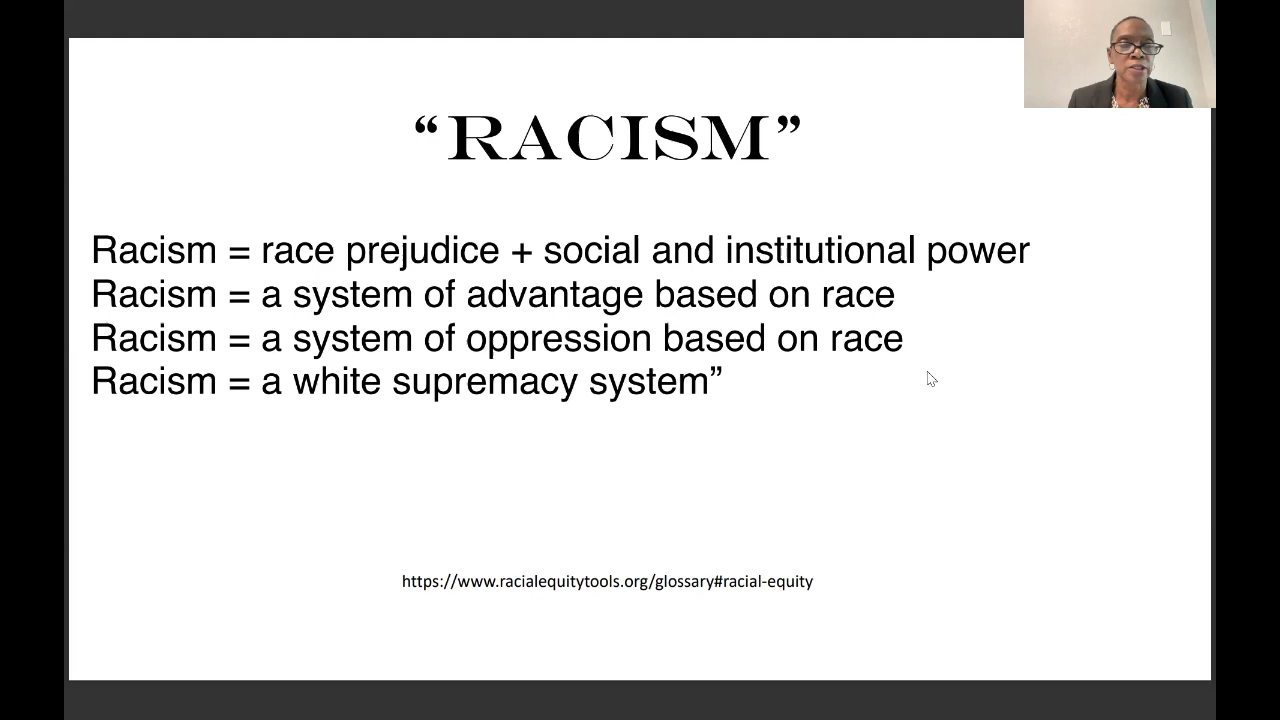 “RACISM”
Racism = race prejudice + social and institutional power
Racism = a system of advantage based on race
Racism = a system of oppression based on race
Racism = a white supremacy system”
https://www.racialequitytools.org/glossary#racial-equity